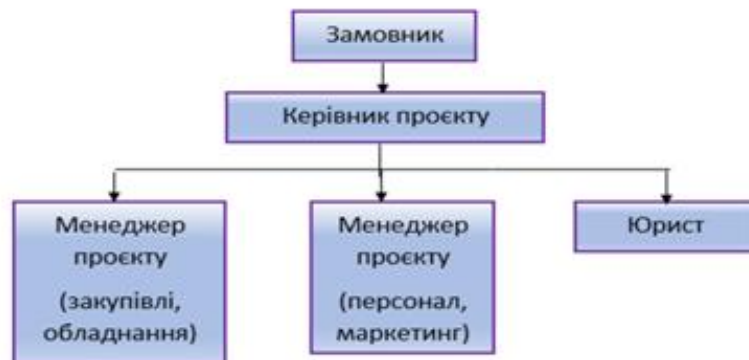 Замовник
Керівник проєкту
Менеджер
проєкту
(закупівлі,
обладнання)
Менеджер
проєкту
(персонал,
маркетинг)
Юрист